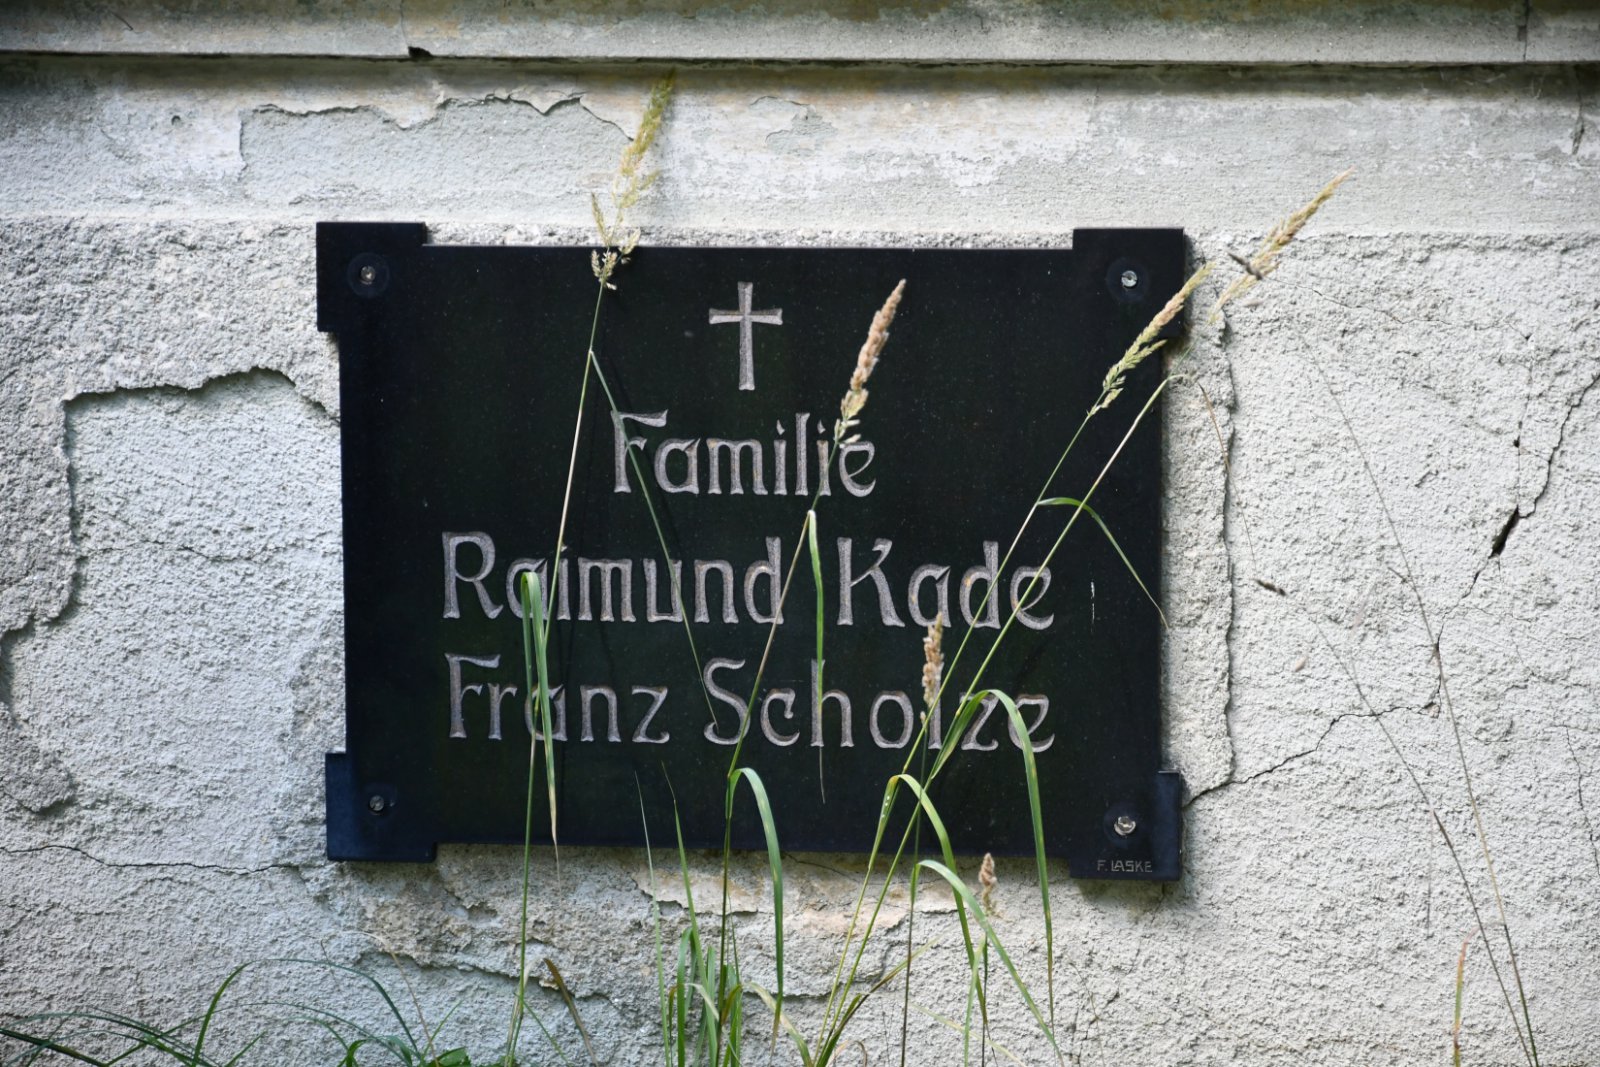 Familie
Raimund Kade
Franz Scholze
F. LASKE